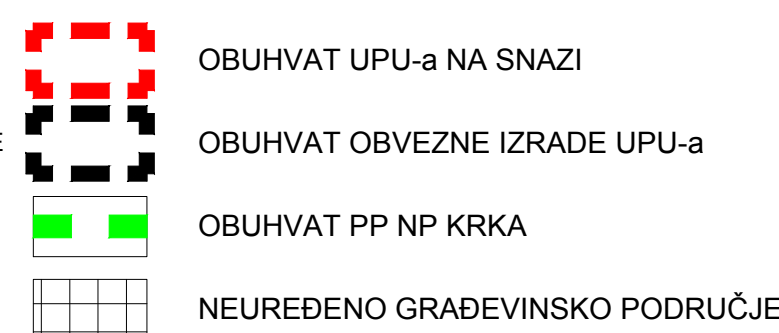 OBUHVAT UPU-a NA SNAZI
E
OBUHVAT OBVEZNE IZRADE UPU-a
OBUHVAT PP NP KRKA
NEUREĐENO GRAĐEVINSKO PODRUČJE